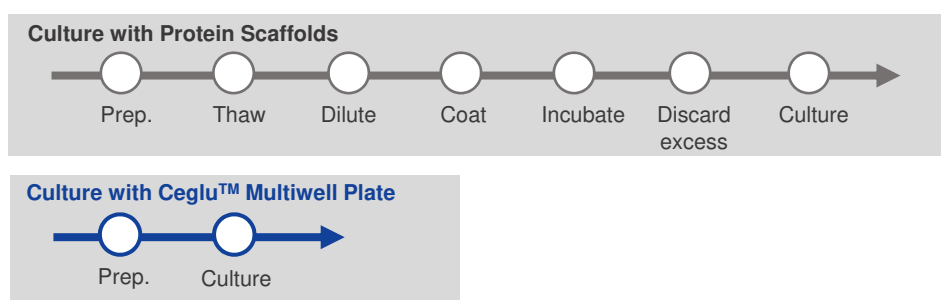 Culture with Protein Scaffolds
Prep. Thaw Dilute Coat Incubate Discard excess Culture
Culture with Ceglu™ Multiwell Plate
Prep. Culture